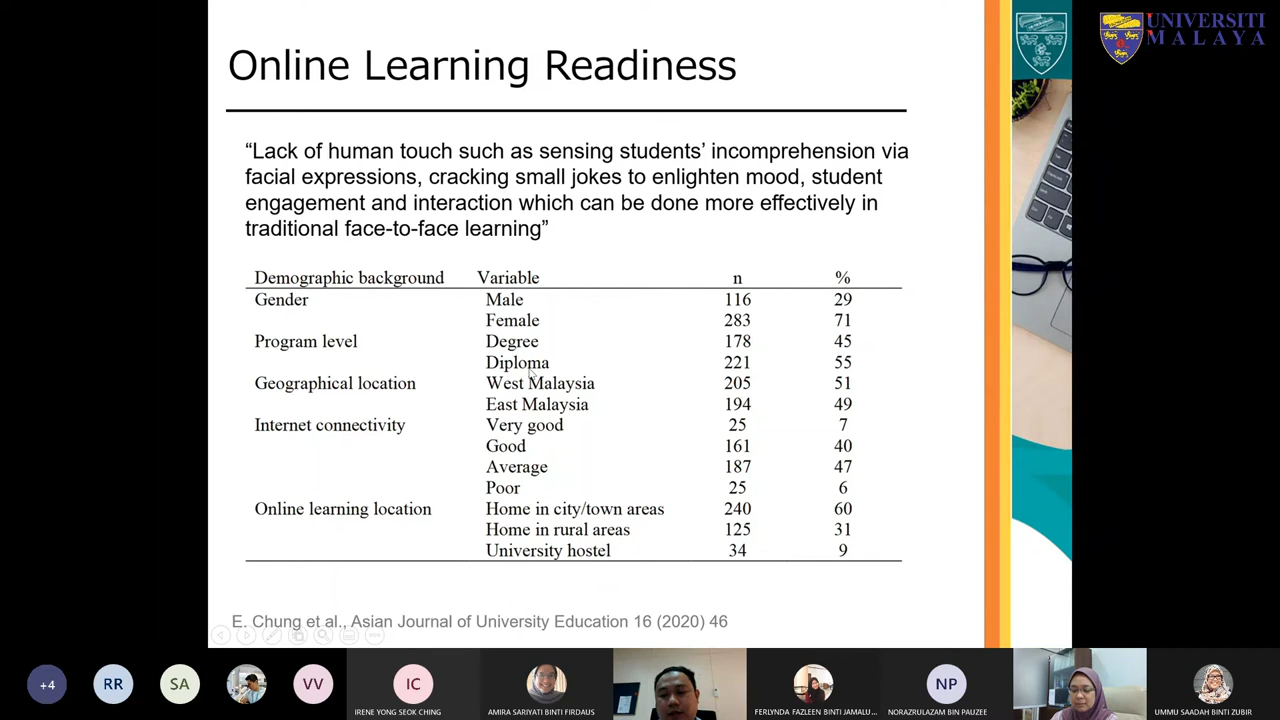 UNIVERSITI
MALAYA
Online Learning Readiness
“Lack of human touch such as sensing students’ incomprehension via
facial expressions, cracking small jokes to enlighten mood, student
engagement and interaction which can be done more effectively in
traditional face-to-face learning”
Demographic background Variable n %
Gender Male 116 29
Female 283 71
Program level Degree 178 45
Diploma 221 55
Geographical location West Malaysia 205 51
East Malaysia 194 49
Internet connectivity Very good 25 7
Good 161 40
Average 187 47
Poor 25 6
Online learning location Home in city/town areas 240 60
Home in rural areas 125 31
University hostel 34 9
E. Chung et al., Asian Journal of University Education 16 (2020) 46
+4 RR SA VV IC NP
IRENE YONG SEOK CHING AMIRA SARIYATI BINTI FIRDAUS FERLYNDA FAZLEEN BINTI JAMALU... NORAZRULAZAM BIN PAUZEE UMMU SAADAH BINTI ZUBIR